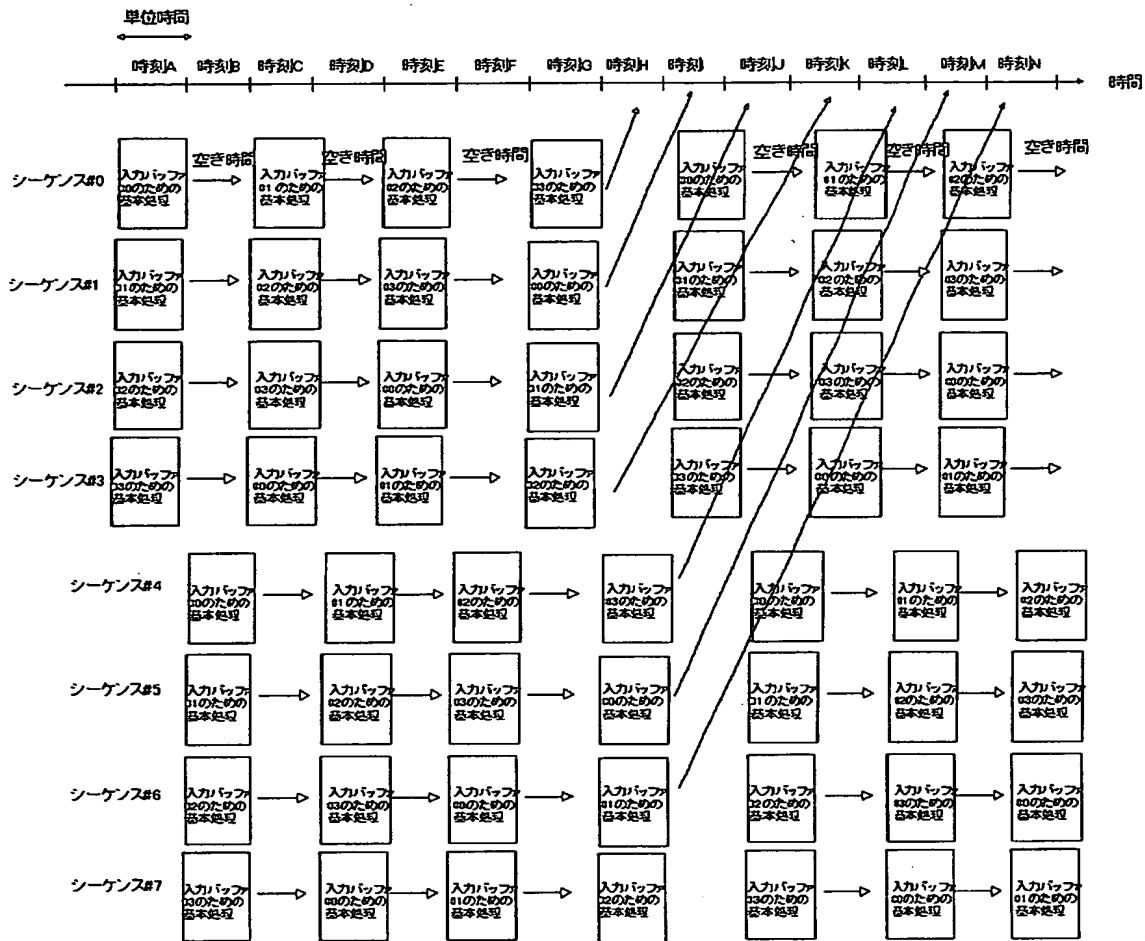 単位時間
時刻A 時刻B 時刻C 時刻D 時刻E 時刻F 時刻G 時刻H 時刻I 時刻J 時刻K 時刻L 時刻M 時刻N
時間
空き時間 空き時間 空き時間 空き時間 空き時間 空き時間
シーケンス#0
入力バッファ 入力バッファ 入力バッファ 入力バッファ 入力バッファ 入力バッファ 入力バッファ
00のための 01のための 02のための 03のための 00のための 01のための 02のための
基本処理 基本処理 基本処理 基本処理 基本処理 基本処理 基本処理
シーケンス#1
入力バッファ 入力バッファ 入力バッファ 入力バッファ 入力バッファ 入力バッファ 入力バッファ
01のための 02のための 03のための 00のための 01のための 02のための 03のための
基本処理 基本処理 基本処理 基本処理 基本処理 基本処理 基本処理
シーケンス#2
入力バッファ 入力バッファ 入力バッファ 入力バッファ 入力バッファ 入力バッファ 入力バッファ
02のための 03のための 00のための 01のための 02のための 03のための 00のための
基本処理 基本処理 基本処理 基本処理 基本処理 基本処理 基本処理
シーケンス#3
入力バッファ 入力バッファ 入力バッファ 入力バッファ 入力バッファ 入力バッファ 入力バッファ
03のための 00のための 01のための 02のための 03のための 00のための 01のための
基本処理 基本処理 基本処理 基本処理 基本処理 基本処理 基本処理
シーケンス#4
入力バッファ 入力バッファ 入力バッファ 入力バッファ 入力バッファ 入力バッファ 入力バッファ
00のための 01のための 02のための 03のための 00のための 01のための 02のための
基本処理 基本処理 基本処理 基本処理 基本処理 基本処理 基本処理
シーケンス#5
入力バッファ 入力バッファ 入力バッファ 入力バッファ 入力バッファ 入力バッファ 入力バッファ
01のための 02のための 03のための 00のための 01のための 02のための 03のための
基本処理 基本処理 基本処理 基本処理 基本処理 基本処理 基本処理
シーケンス#6
入力バッファ 入力バッファ 入力バッファ 入力バッファ 入力バッファ 入力バッファ 入力バッファ
02のための 03のための 00のための 01のための 02のための 03のための 00のための
基本処理 基本処理 基本処理 基本処理 基本処理 基本処理 基本処理
シーケンス#7
入力バッファ 入力バッファ 入力バッファ 入力バッファ 入力バッファ 入力バッファ 入力バッファ
03のための 00のための 01のための 02のための 03のための 00のための 01のための
基本処理 基本処理 基本処理 基本処理 基本処理 基本処理 基本処理